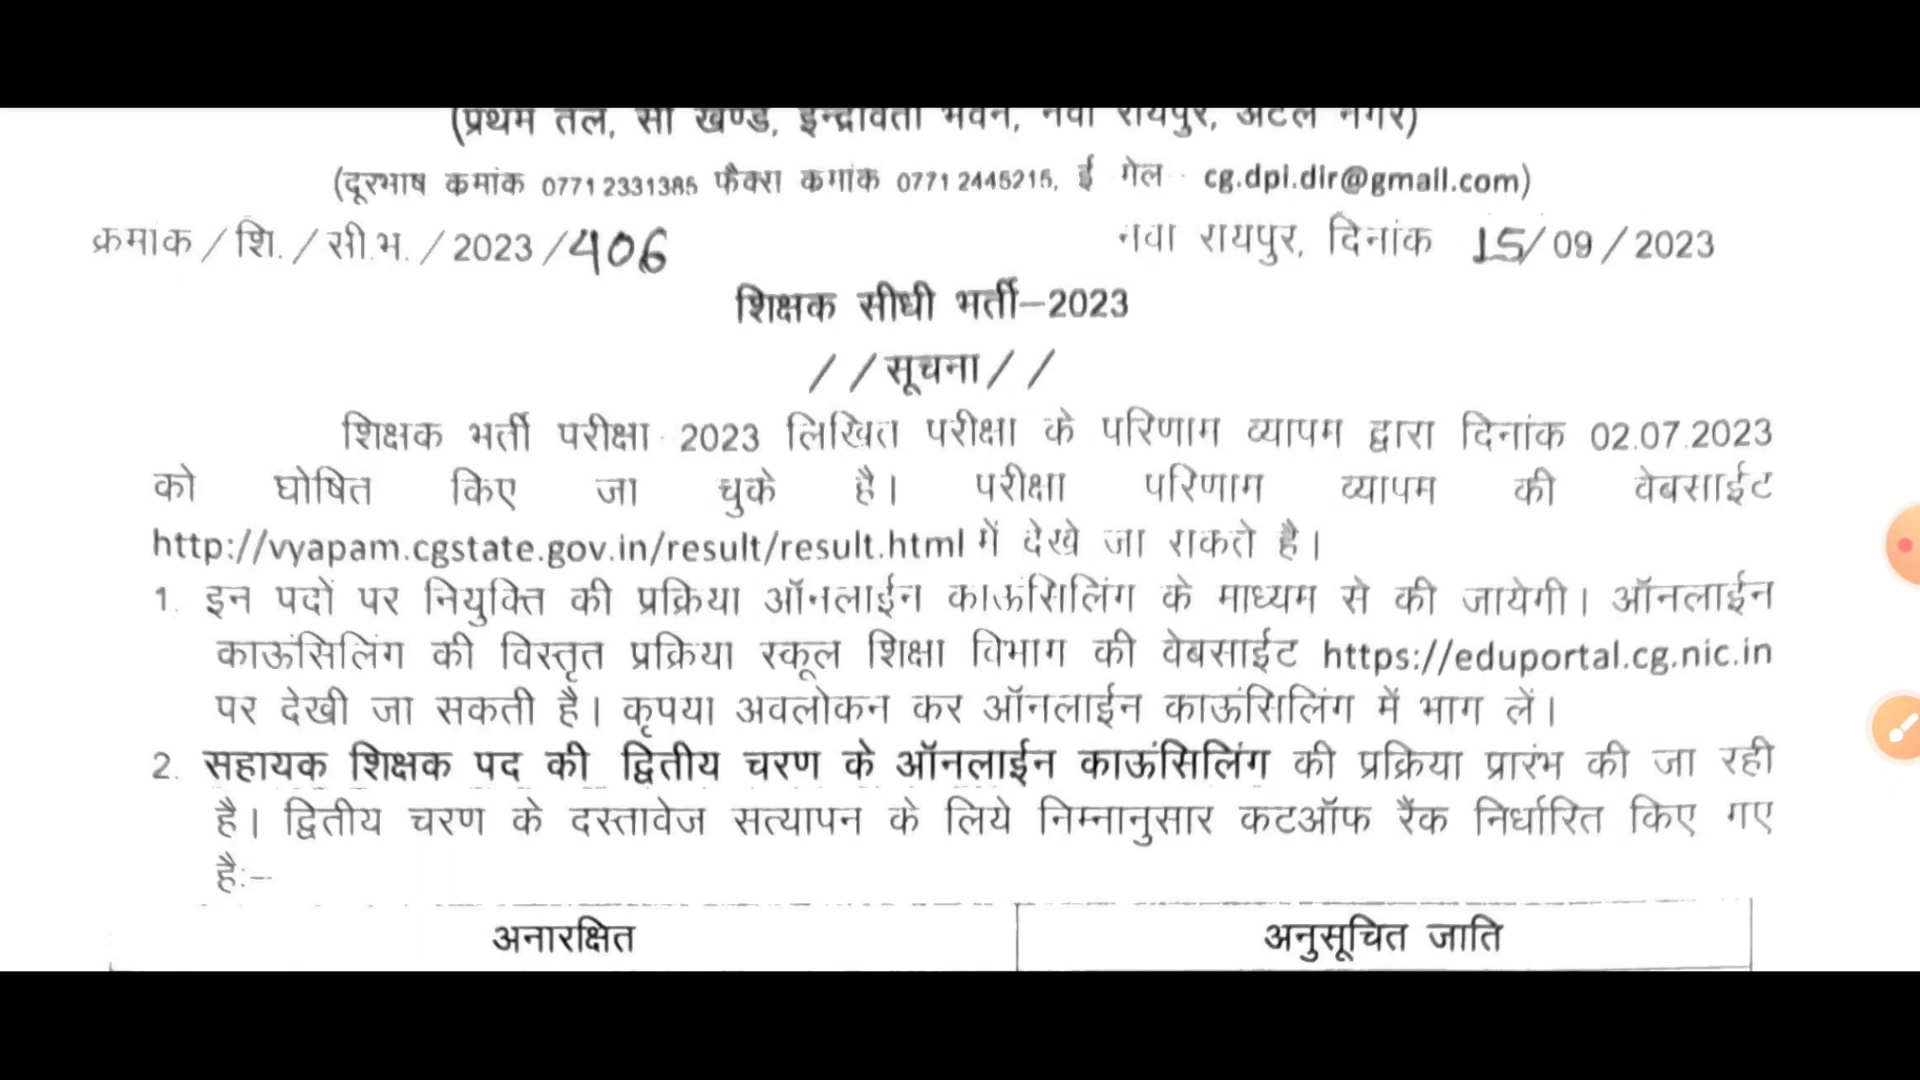 (प्रथम तल, सी खण्ड, इन्द्रावती भवन, नवा रायपुर, अटल नगर)
(दूरभाष कमांक 0771 2331385 फैक्स कमांक 0771 2445215, ई मेल - cg.dpi.dir@gmail.com)
क्रमांक / शि. / सी.भ. / 2023 / 406 नवा रायपुर, दिनांक 15/09/2023
शिक्षक सीधी भर्ती–2023
//सूचना//
शिक्षक भर्ती परीक्षा 2023 लिखित परीक्षा के परिणाम व्यापम द्वारा दिनांक 02.07.2023
को घोषित किए जा चुके है। परीक्षा परिणाम व्यापम की वेबसाईट
http://vyapam.cgstate.gov.in/result/result.html में देखे जा सकते है।
1. इन पदों पर नियुक्ति की प्रक्रिया ऑनलाईन काऊंसिलिंग के माध्यम से की जायेगी। ऑनलाईन
काऊंसिलिंग की विस्तृत प्रक्रिया स्कूल शिक्षा विभाग की वेबसाईट https://eduportal.cg.nic.in
पर देखी जा सकती है। कृपया अवलोकन कर ऑनलाईन काऊंसिलिंग में भाग लें।
2. सहायक शिक्षक पद की द्वितीय चरण के ऑनलाईन काऊंसिलिंग की प्रक्रिया प्रारंभ की जा रही
है। द्वितीय चरण के दस्तावेज सत्यापन के लिये निम्नानुसार कटऑफ रैंक निर्धारित किए गए
है:–
अनारक्षित अनुसूचित जाति